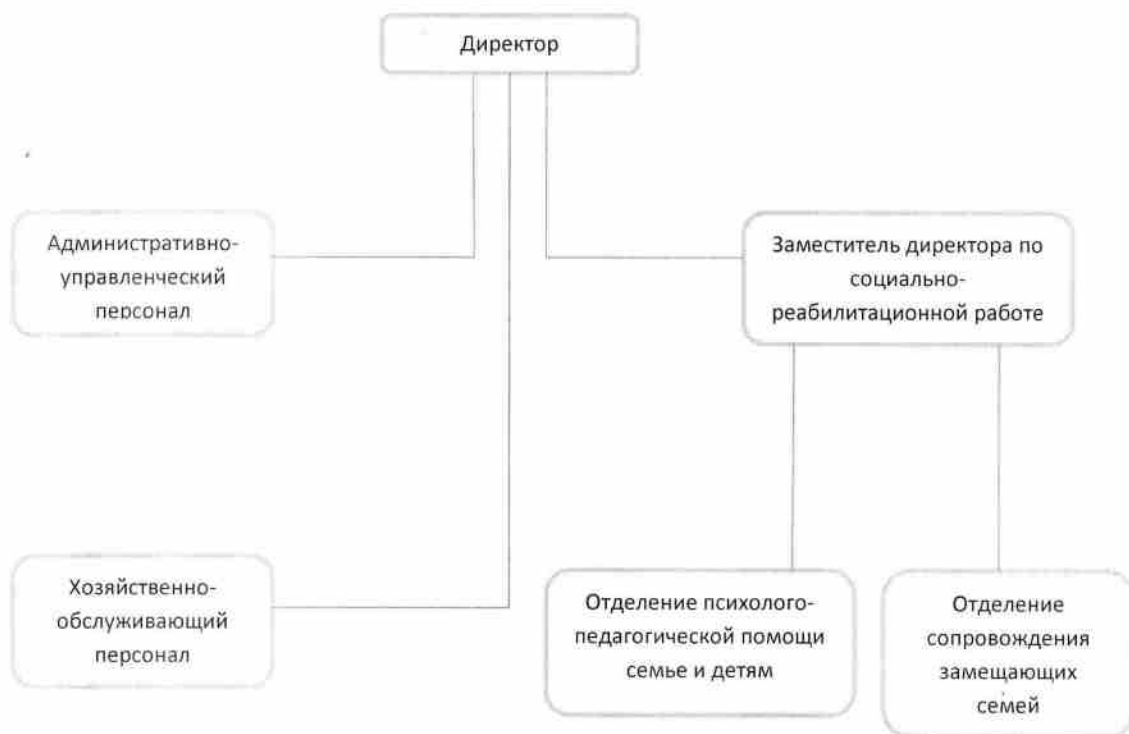 Директор
Административно-
управленческий
персонал
Заместитель директора по
социально-
реабилитационной работе
Хозяйственно-
обслуживающий
персонал
Отделение психолого-
педагогической помощи
семье и детям
Отделение
сопровождения
замещающих
семей